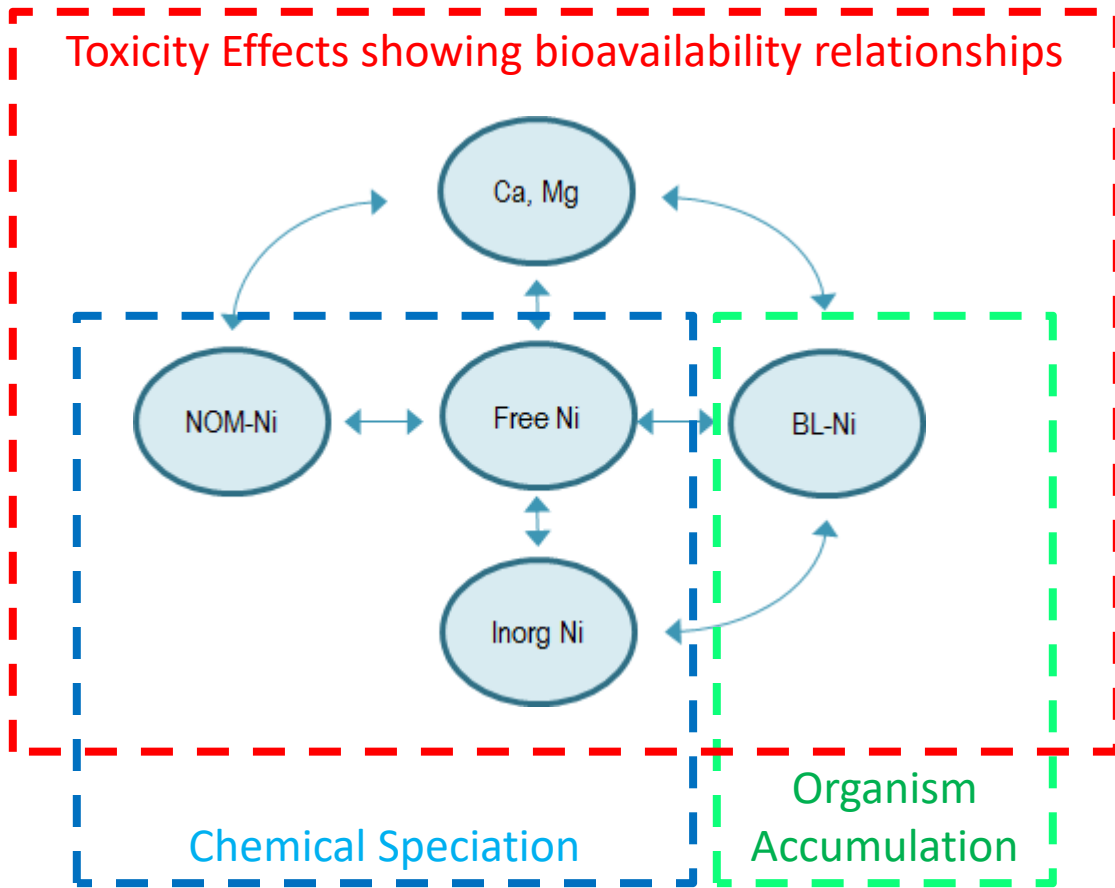 Toxicity Effects showing bioavailability relationships
Ca, Mg
NOM-Ni
Free Ni
BL-Ni
Inorg Ni
Organism
Accumulation
Chemical Speciation